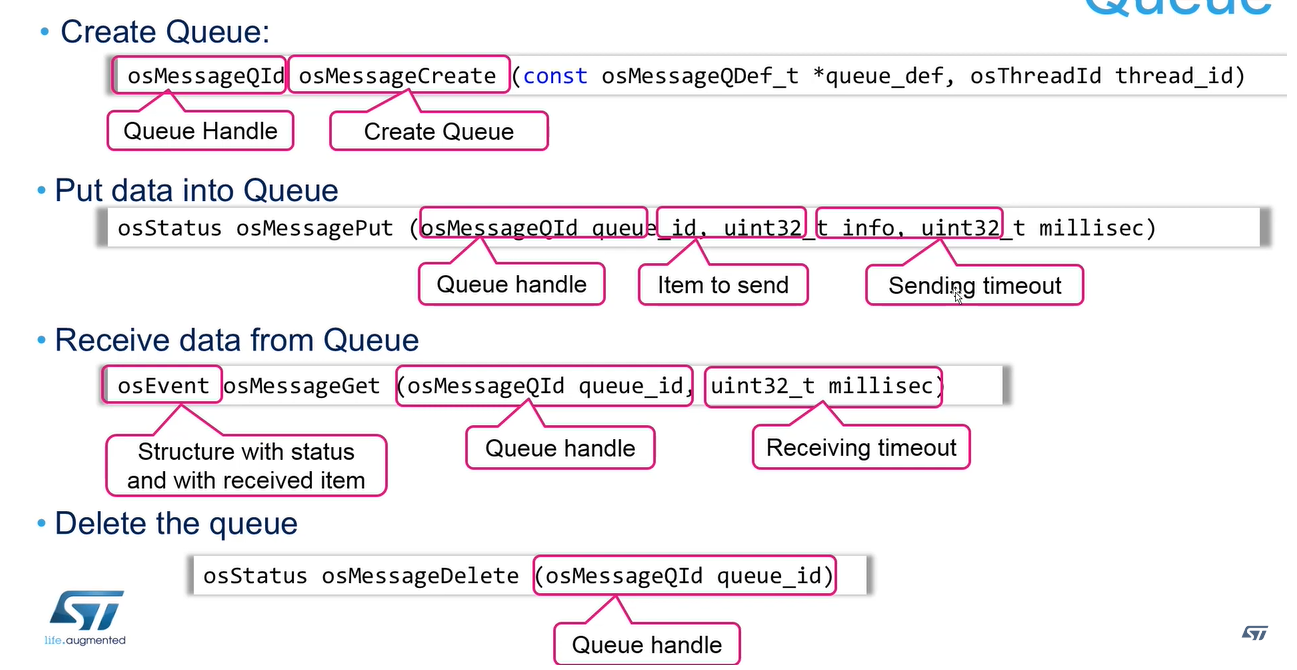 Queue
• Create Queue:
osMessageQId osMessageCreate (const osMessageQDef_t *queue_def, osThreadId thread_id)
Queue Handle
Create Queue
• Put data into Queue
osStatus osMessagePut (osMessageQId queue_id, uint32_t info, uint32_t millisec)
Queue handle
Item to send
Sending timeout
• Receive data from Queue
osEvent osMessageGet (osMessageQId queue_id, uint32_t millisec)
Queue handle
Receiving timeout
Structure with status
and with received item
• Delete the queue
osStatus osMessageDelete (osMessageQId queue_id)
Queue handle
ST
life.augmented
ST